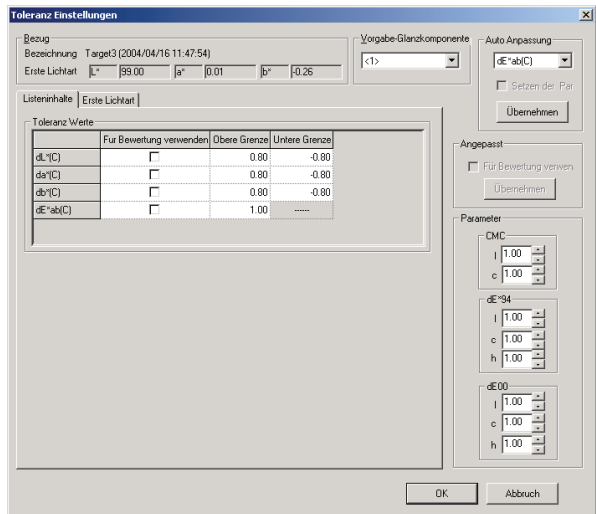 Toleranz Einstellungen
Bezug
Bezeichnung Target3 (2004/04/16 11:47:54)
Erste Lichtart L* 99.00 a* 0.01 b* -0.26
Vorgabe-Glanzkomponente
<1>
Auto Anpassung
dE*ab(C)
Setzen der Par
Übernehmen
Listeninhalte Erste Lichtart
Toleranz Werte
Fur Bewertung verwenden Obere Grenze Untere Grenze
dL*(C) 0.80 -0.80
da*(C) 0.80 -0.80
db*(C) 0.80 -0.80
dE*ab(C) 1.00 -----
Angepasst
Für Bewertung verwen
Übernehmen
Parameter
CMC
l 1.00
c 1.00
dE*94
l 1.00
c 1.00
h 1.00
dE00
l 1.00
c 1.00
h 1.00
OK Abbruch